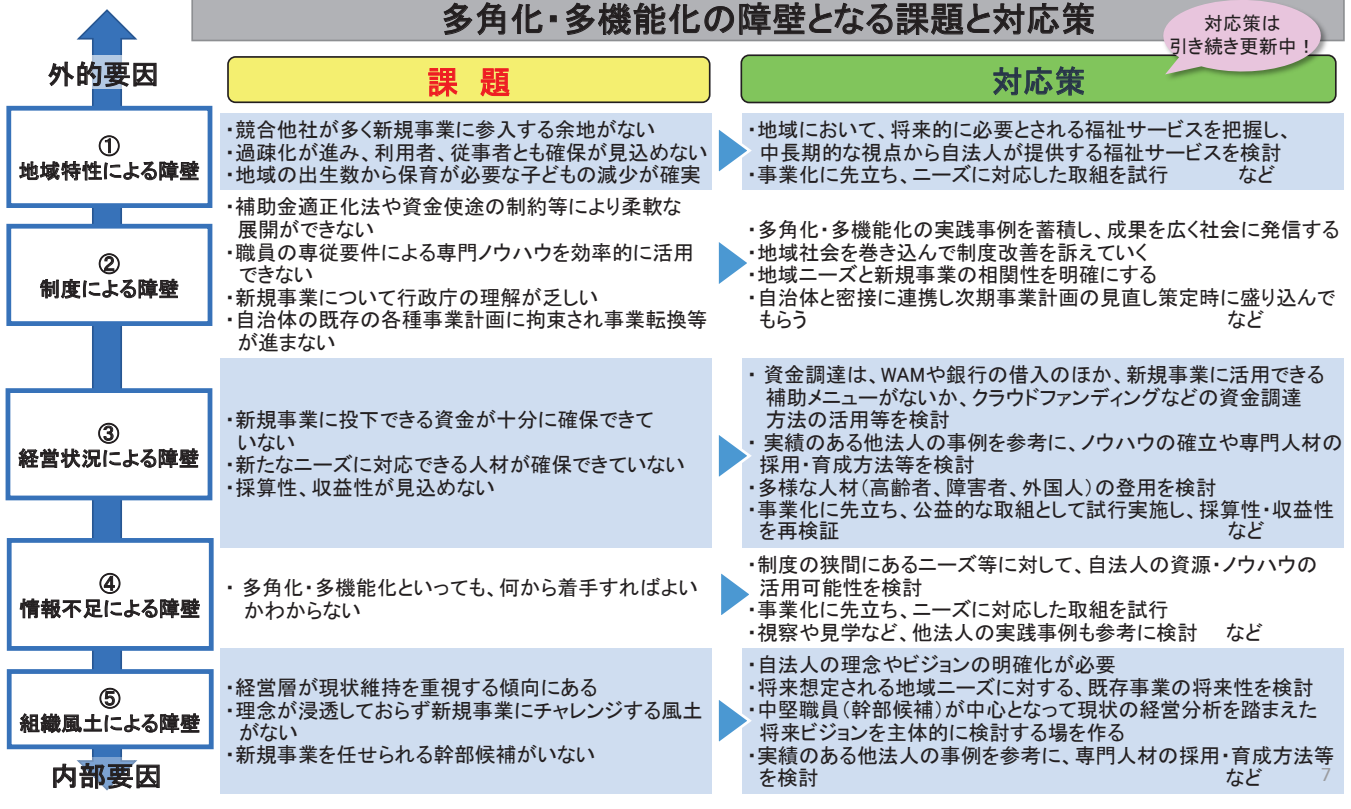 多角化・多機能化の障壁となる課題と対応策
対応策は
引き続き更新中！
外的要因
課 題
対応策
①
地域特性による障壁
・競合他社が多く新規事業に参入する余地がない
・過疎化が進み、利用者、従事者とも確保が見込めない
・地域の出生数から保育が必要な子どもの減少が確実
・地域において、将来的に必要とされる福祉サービスを把握し、
中長期的な視点から自法人が提供する福祉サービスを検討
・事業化に先立ち、ニーズに対応した取組を試行 など
②
制度による障壁
・補助金適正化法や資金使途の制約等により柔軟な
展開ができない
・職員の専従要件による専門ノウハウを効率的に活用
できない
・新規事業について行政庁の理解が乏しい
・自治体の既存の各種事業計画に拘束され事業転換等
が進まない
・多角化・多機能化の実践事例を蓄積し、成果を広く社会に発信する
・地域社会を巻き込んで制度改善を訴えていく
・地域ニーズと新規事業の相関性を明確にする
・自治体と密接に連携し次期事業計画の見直し策定時に盛り込んで
もらう など
③
経営状況による障壁
・新規事業に投下できる資金が十分に確保できて
いない
・新たなニーズに対応できる人材が確保できていない
・採算性、収益性が見込めない
・ 資金調達は、WAMや銀行の借入のほか、新規事業に活用できる
補助メニューがないか、クラウドファンディングなどの資金調達
方法の活用等を検討
・ 実績のある他法人の事例を参考に、ノウハウの確立や専門人材の
採用・育成方法等を検討
・多様な人材（高齢者、障害者、外国人）の登用を検討
・事業化に先立ち、公益的な取組として試行実施し、採算性・収益性
を再検証 など
④
情報不足による障壁
・ 多角化・多機能化といっても、何から着手すればよい
かわからない
・制度の狭間にあるニーズ等に対して、自法人の資源・ノウハウの
活用可能性を検討
・事業化に先立ち、ニーズに対応した取組を試行
・視察や見学など、他法人の実践事例も参考に検討 など
⑤
組織風土による障壁
・経営層が現状維持を重視する傾向にある
・理念が浸透しておらず新規事業にチャレンジする風土
がない
・新規事業を任せられる幹部候補がいない
・自法人の理念やビジョンの明確化が必要
・将来想定される地域ニーズに対する、既存事業の将来性を検討
・中堅職員（幹部候補）が中心となって現状の経営分析を踏まえた
将来ビジョンを主体的に検討する場を作る
・実績のある他法人の事例を参考に、専門人材の採用・育成方法等
を検討 など
内部要因
7